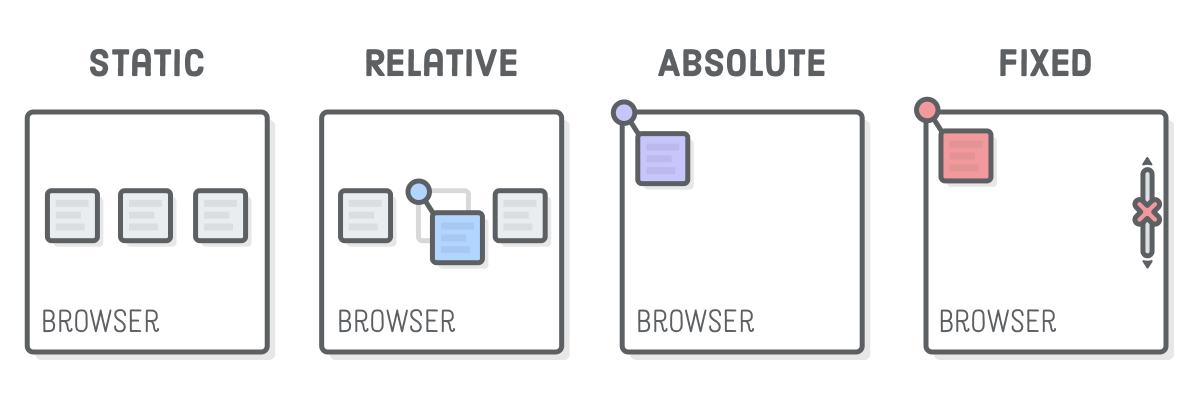 STATIC
RELATIVE
ABSOLUTE
FIXED
BROWSER
BROWSER
BROWSER
BROWSER